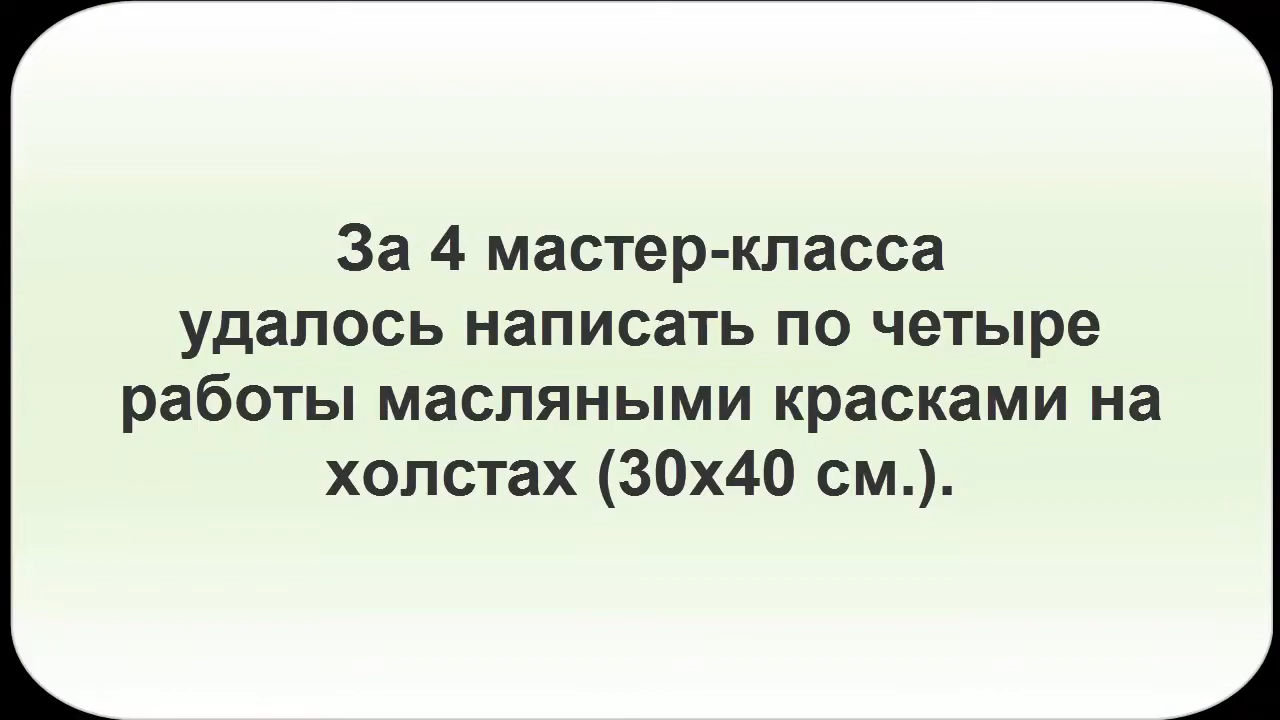 За 4 мастер-класса
удалось написать по четыре
работы масляными красками на
холстах (30х40 см.).